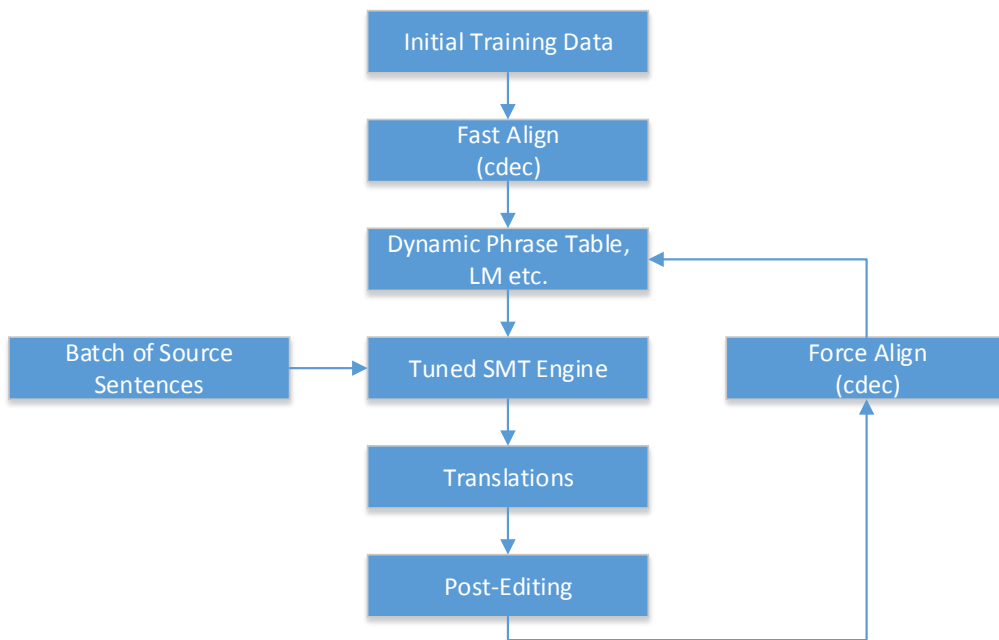 Initial Training Data
Fast Align
(cdec)
Dynamic Phrase Table,
LM etc.
Batch of Source
Sentences
Tuned SMT Engine
Force Align
(cdec)
Translations
Post-Editing